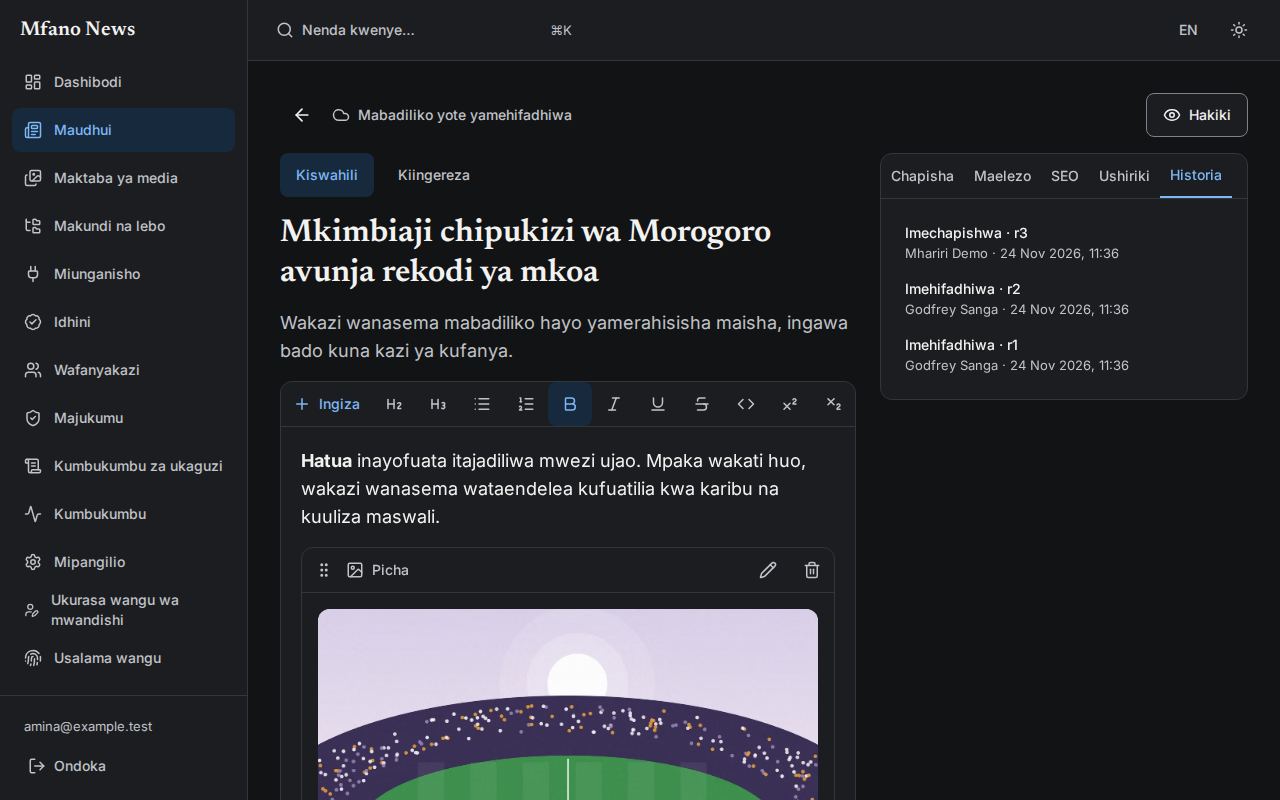 Mfano News
Nenda kwenye...
⌘K
EN
Dashibodi
Maudhui
Maktaba ya media
Makundi na lebo
Miunganisho
Idhini
Wafanyakazi
Majukumu
Kumbukumbu za ukaguzi
Kumbukumbu
Mipangilio
Ukurasa wangu wa
mwandishi
Usalama wangu
amina@example.test
Ondoka
Mabadiliko yote yamehifadhiwa
Hakiki
Kiswahili
Kiingereza
Mkimbiaji chipukizi wa Morogoro
avunja rekodi ya mkoa
Wakazi wanasema mabadiliko hayo yamerahisisha maisha, ingawa
bado kuna kazi ya kufanya.
Ingiza H2 H3
Hatua inayofuata itajadiliwa mwezi ujao. Mpaka wakati huo,
wakazi wanasema wataendelea kufuatilia kwa karibu na
kuuliza maswali.
Picha
Chapisha Maelezo SEO Ushiriki Historia
Imechapishwa · r3
Mhariri Demo · 24 Nov 2026, 11:36
Imehifadhiwa · r2
Godfrey Sanga · 24 Nov 2026, 11:36
Imehifadhiwa · r1
Godfrey Sanga · 24 Nov 2026, 11:36